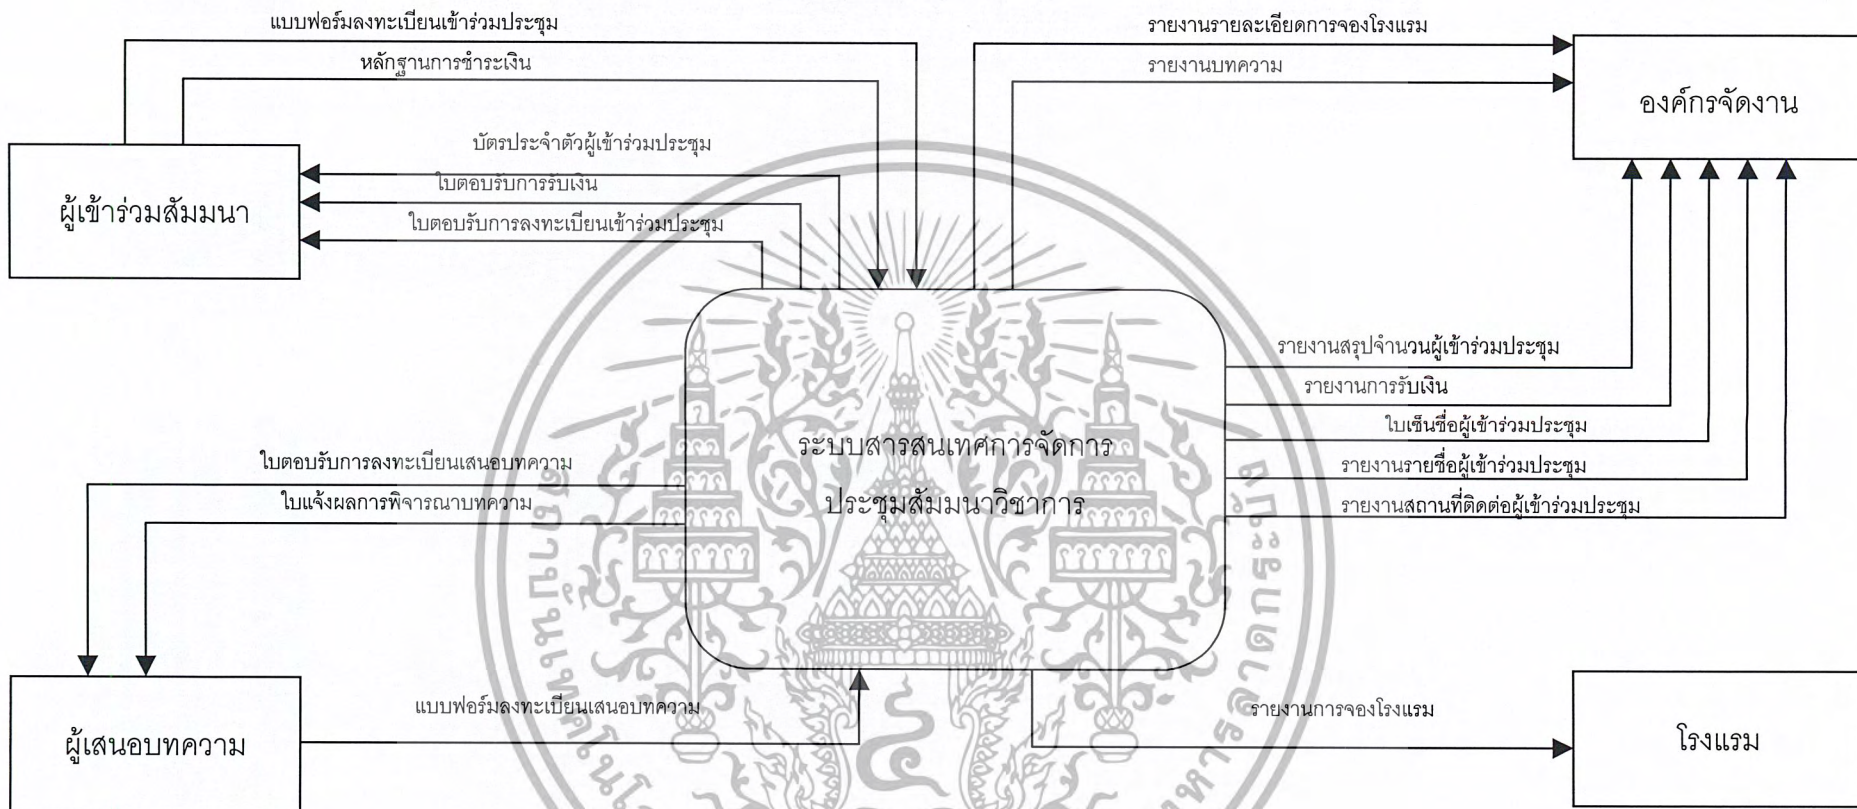 แบบฟอร์มลงทะเบียนเข้าร่วมประชุม
รายงานรายละเอียดการจองโรงแรม
หลักฐานการชำระเงิน
รายงานบทความ
องค์กรจัดงาน
บัตรประจำตัวผู้เข้าร่วมประชุม
ใบตอบรับการรับเงิน
ผู้เข้าร่วมสัมมนา
ใบตอบรับการลงทะเบียนเข้าร่วมประชุม
รายงานสรุปจำนวนผู้เข้าร่วมประชุม
รายงานการรับเงิน
ใบเซ็นชื่อผู้เข้าร่วมประชุม
ระบบสารสนเทศการจัดการ
ใบตอบรับการลงทะเบียนเสนอบทความ
รายงานรายชื่อผู้เข้าร่วมประชุม
ใบแจ้งผลการพิจารณาบทความ
ประชุมสัมมนาวิชาการ
รายงานสถานที่ติดต่อผู้เข้าร่วมประชุม
แบบฟอร์มลงทะเบียนเสนอบทความ
รายงานการจองโรงแรม
ผู้เสนอบทความ
โรงแรม